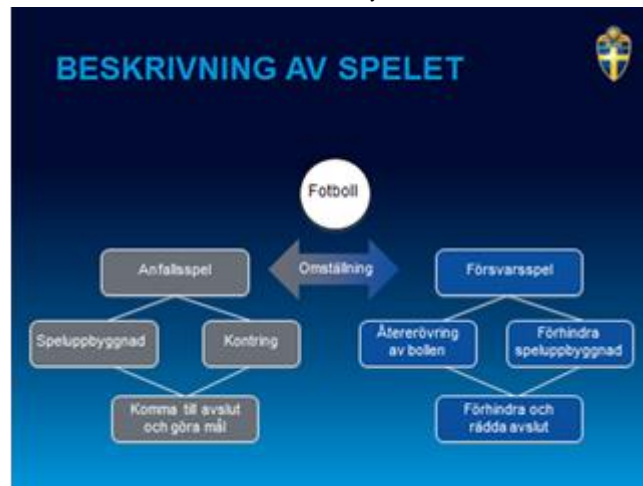 BESKRIVNING AV SPELET
Fotboll
Anfallsspel
Omställning
Försvarsspel
Speluppbyggnad
Kontring
Återerövring
av bollen
Förhindra
speluppbyggnad
Komma till avslut
och göra mål
Förhindra och
rädda avslut